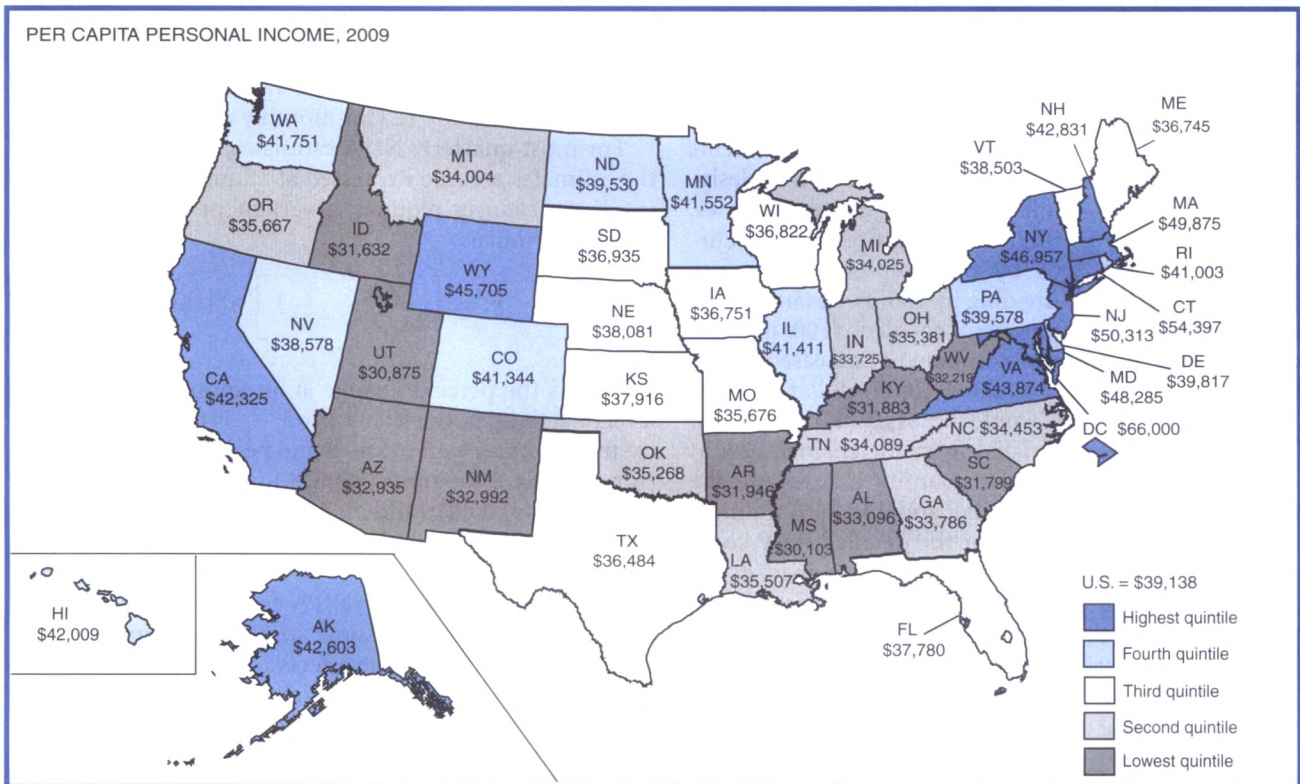 PER CAPITA PERSONAL INCOME, 2009
WA
$41,751
OR
$35,667
CA
$42,325
NV
$38,578
ID
$31,632
MT
$34,004
WY
$45,705
UT
$30,875
AZ
$32,935
CO
$41,344
NM
$32,992
ND
$39,530
SD
$36,935
NE
$38,081
KS
$37,916
OK
$35,268
TX
$36,484
MN
$41,552
IA
$36,751
MO
$35,676
AR
$31,946
LA
$35,507
WI
$36,822
IL
$41,411
MI
$34,025
IN
$33,725
OH
$35,381
KY
$31,883
WV
$32,219
TN $34,089
MS
$30,103
AL
$33,096
GA
$33,786
FL
$37,780
SC
$31,799
NC $34,453
VA
$43,874
PA
$39,578
NY
$46,957
VT
$38,503
NH
$42,831
ME
$36,745
MA
$49,875
RI
$41,003
CT
$54,397
NJ
$50,313
DE
$39,817
MD
$48,285
DC $66,000
HI
$42,009
AK
$42,603
U.S. = $39,138
Highest quintile
Fourth quintile
Third quintile
Second quintile
Lowest quintile